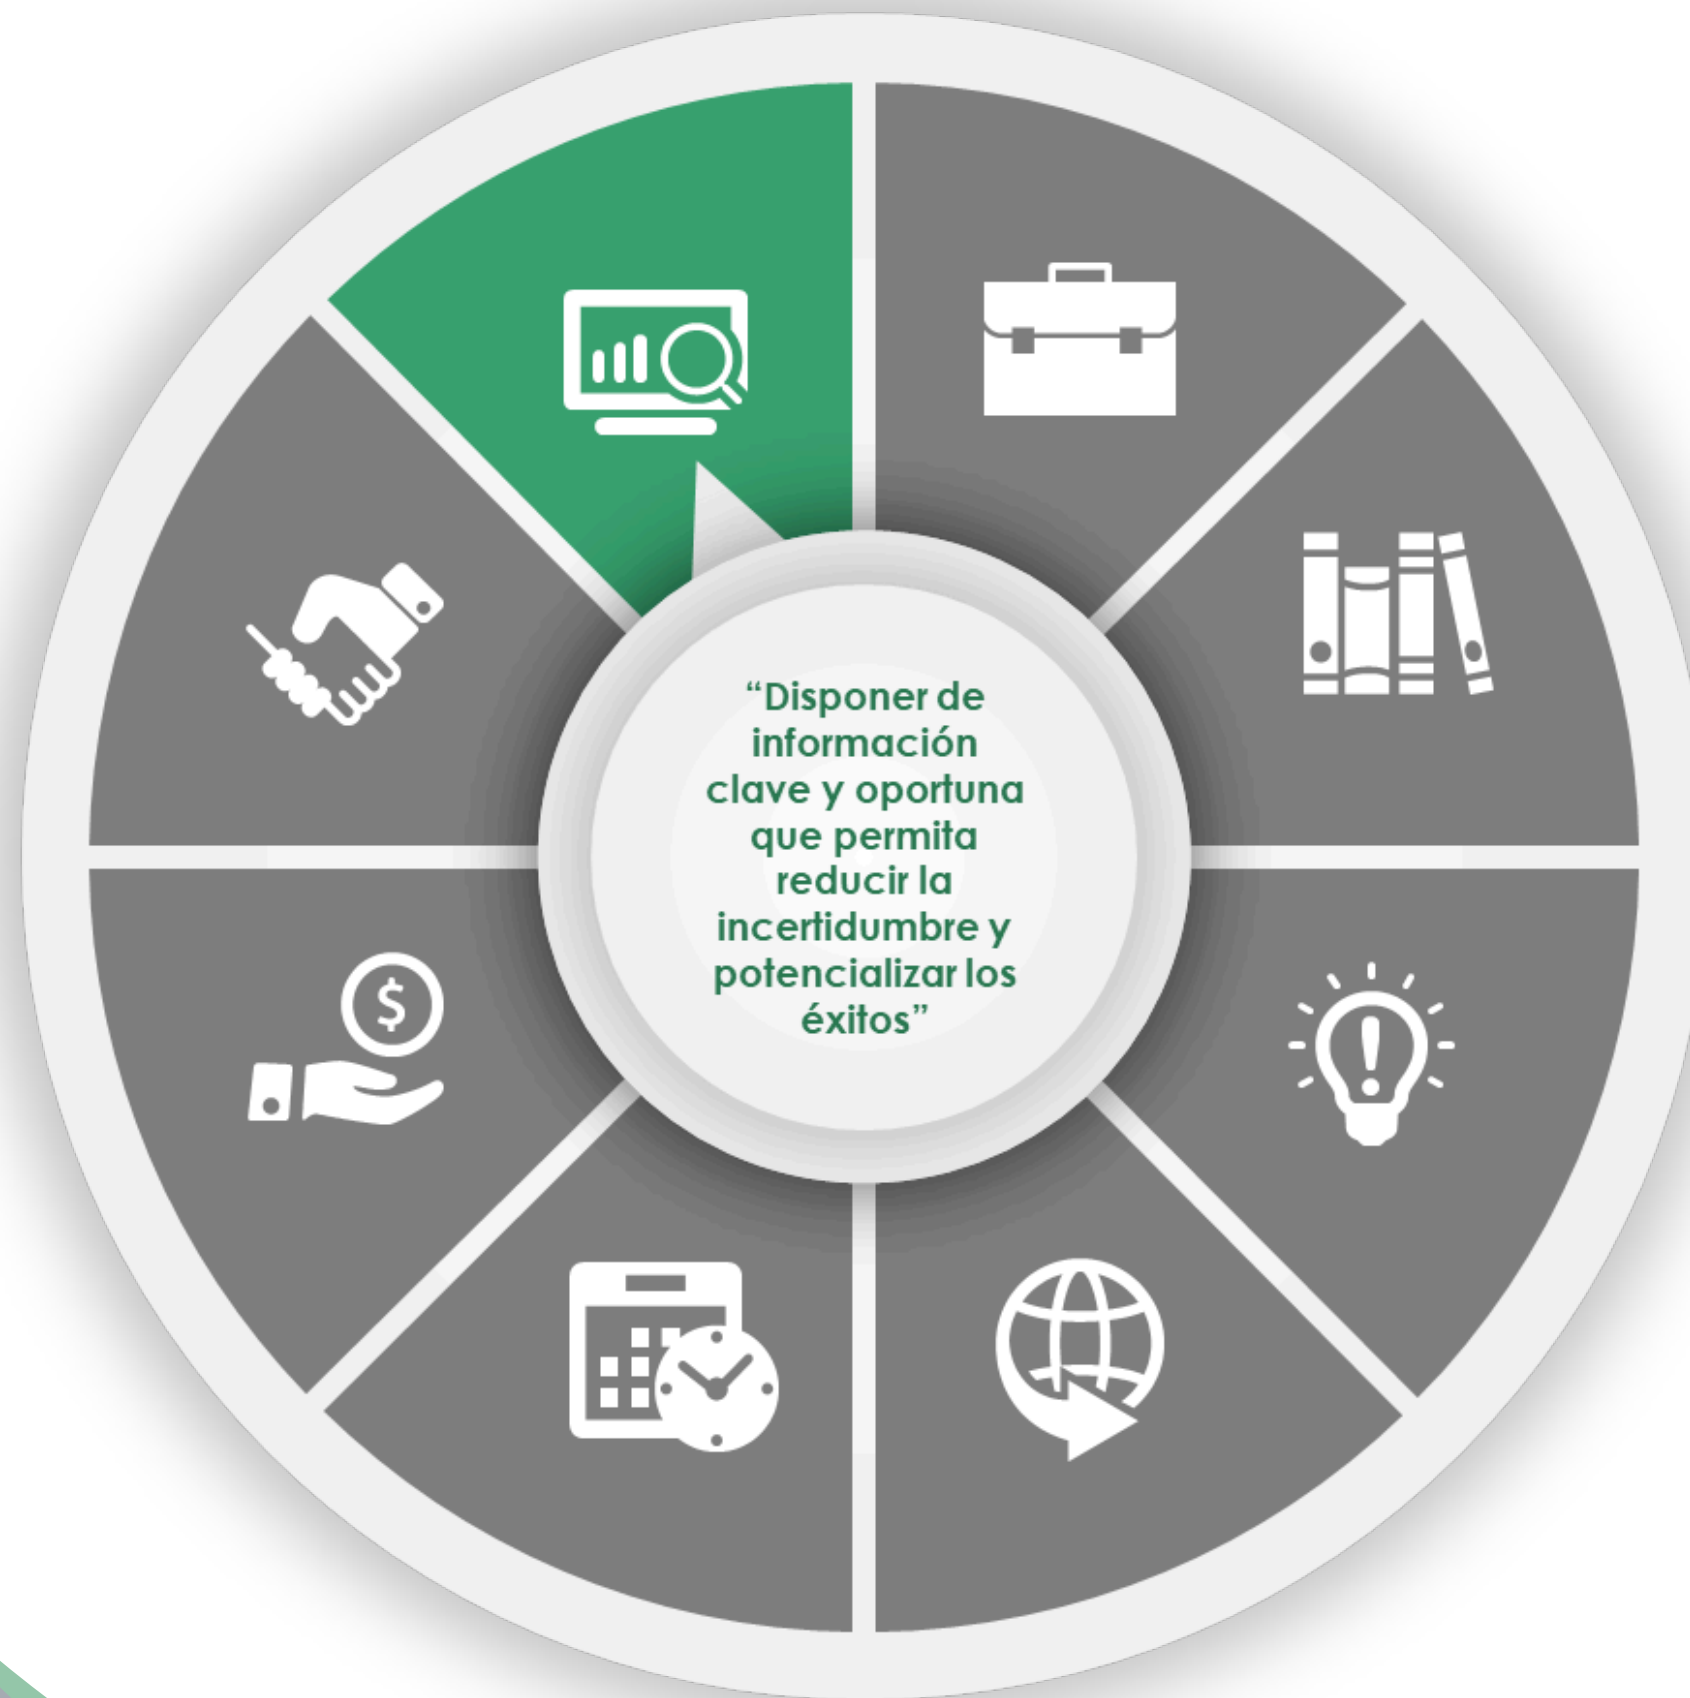 “Disponer de
información
clave y oportuna
que permita
reducir la
incertidumbre y
potencializar los
éxitos”
$